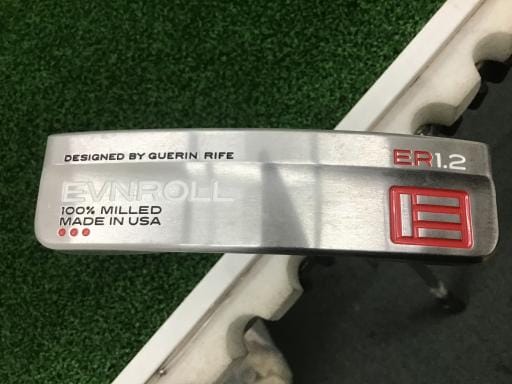 DESIGNED BY GUERIN RIFE
ER1.2
EVNROLL
100% MILLED
MADE IN USA
E